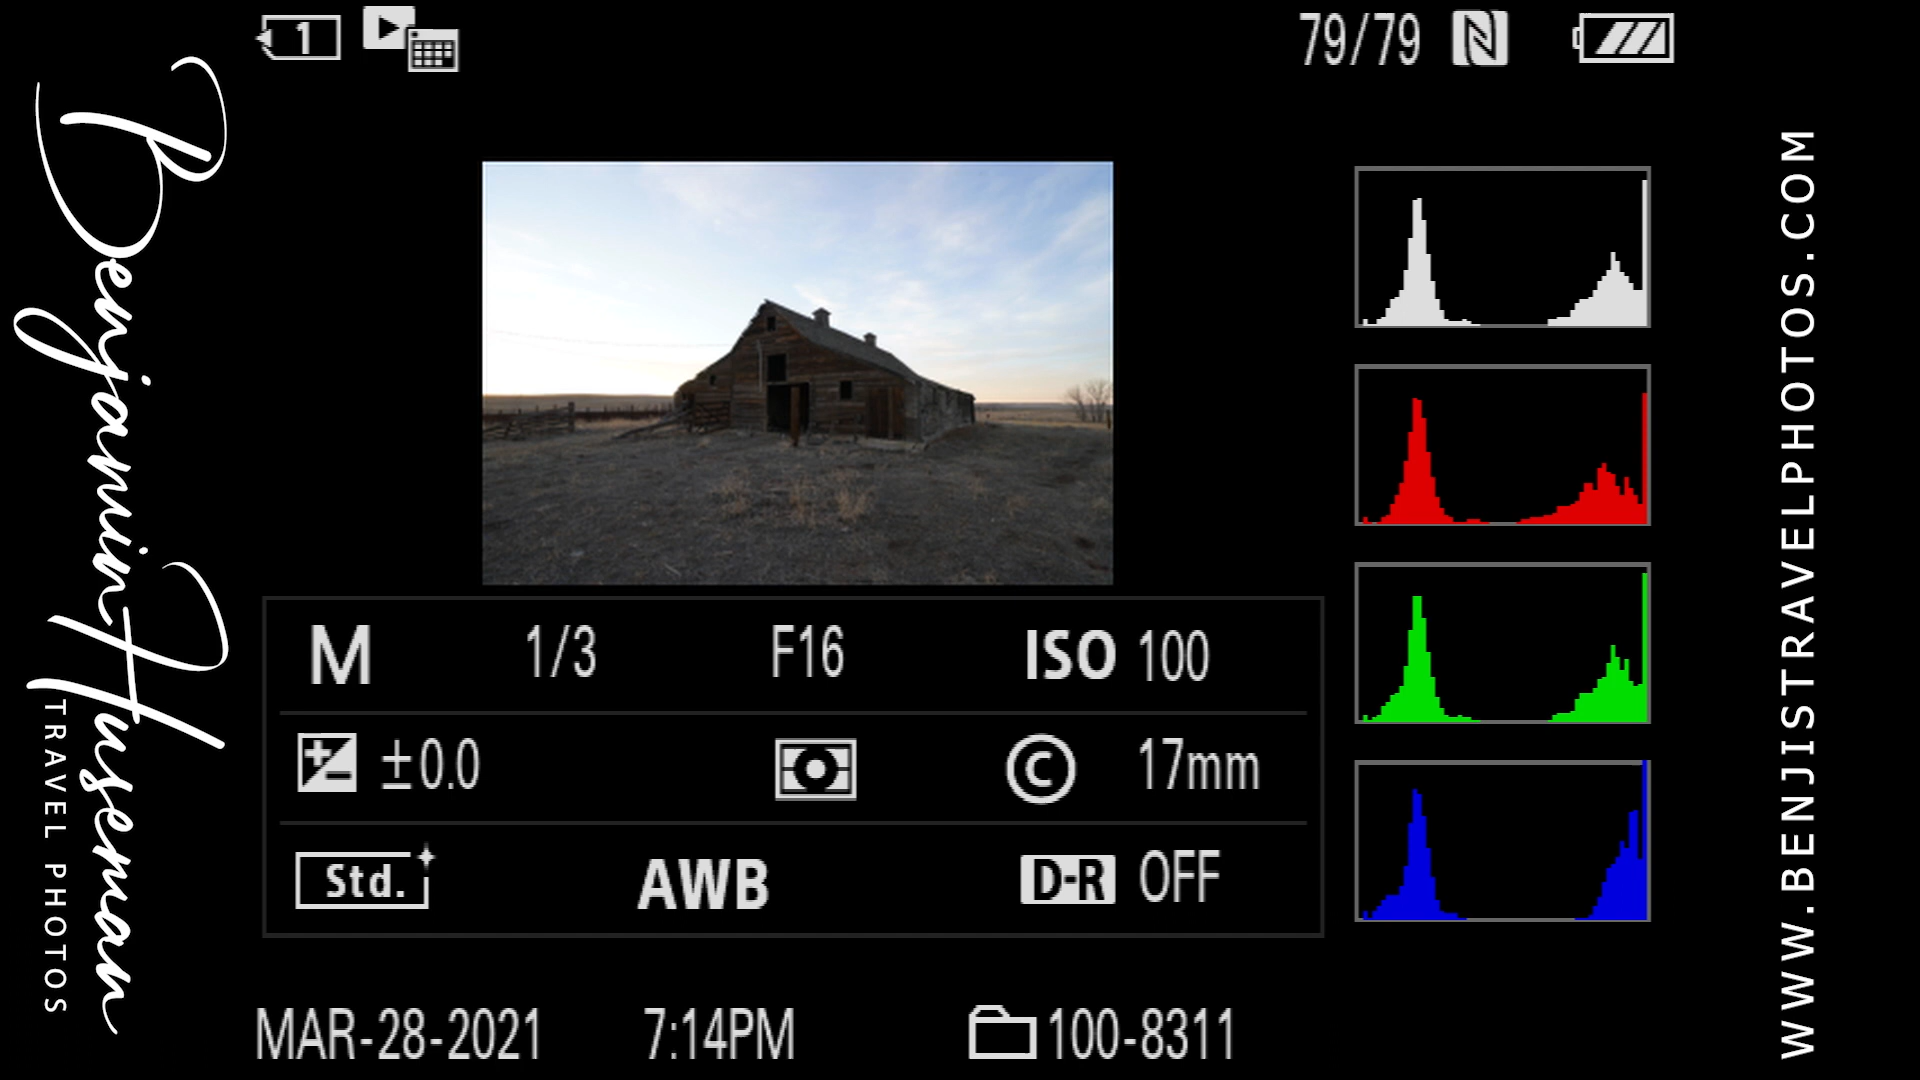 1
79/79
N
M 1/3 F16 ISO 100
±0.0 C 17mm
Std. AWB D-R OFF
MAR-28-2021 7:14PM 100-8311
Benjamin Huseman
TRAVEL PHOTOS
WWW.BENJISTRAVELPHOTOS.COM